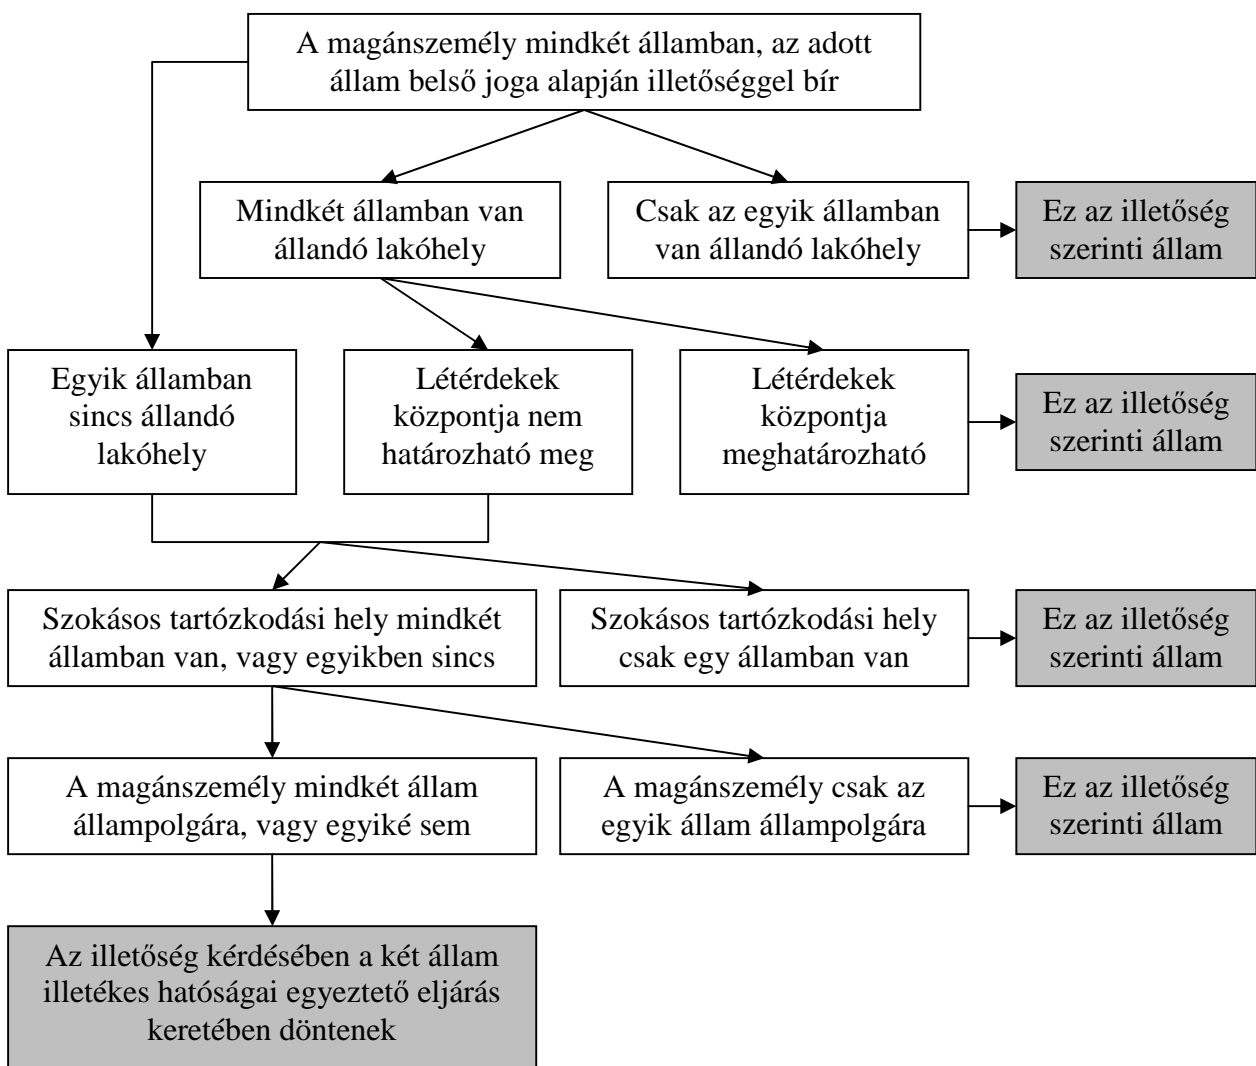 A magánszemély mindkét államban, az adott
állam belső joga alapján illetőséggel bír
Mindkét államban van
állandó lakóhely
Csak az egyik államban
van állandó lakóhely
Ez az illetőség
szerinti állam
Egyik államban
sincs állandó
lakóhely
Létérdekek
központja nem
határozható meg
Létérdekek
központja
meghatározható
Ez az illetőség
szerinti állam
Szokásos tartózkodási hely mindkét
államban van, vagy egyikben sincs
Szokásos tartózkodási hely
csak egy államban van
Ez az illetőség
szerinti állam
A magánszemély mindkét állam
állampolgára, vagy egyiké sem
A magánszemély csak az
egyik állam állampolgára
Ez az illetőség
szerinti állam
Az illetőség kérdésében a két állam
illetékes hatóságai egyeztető eljárás
keretében döntenek